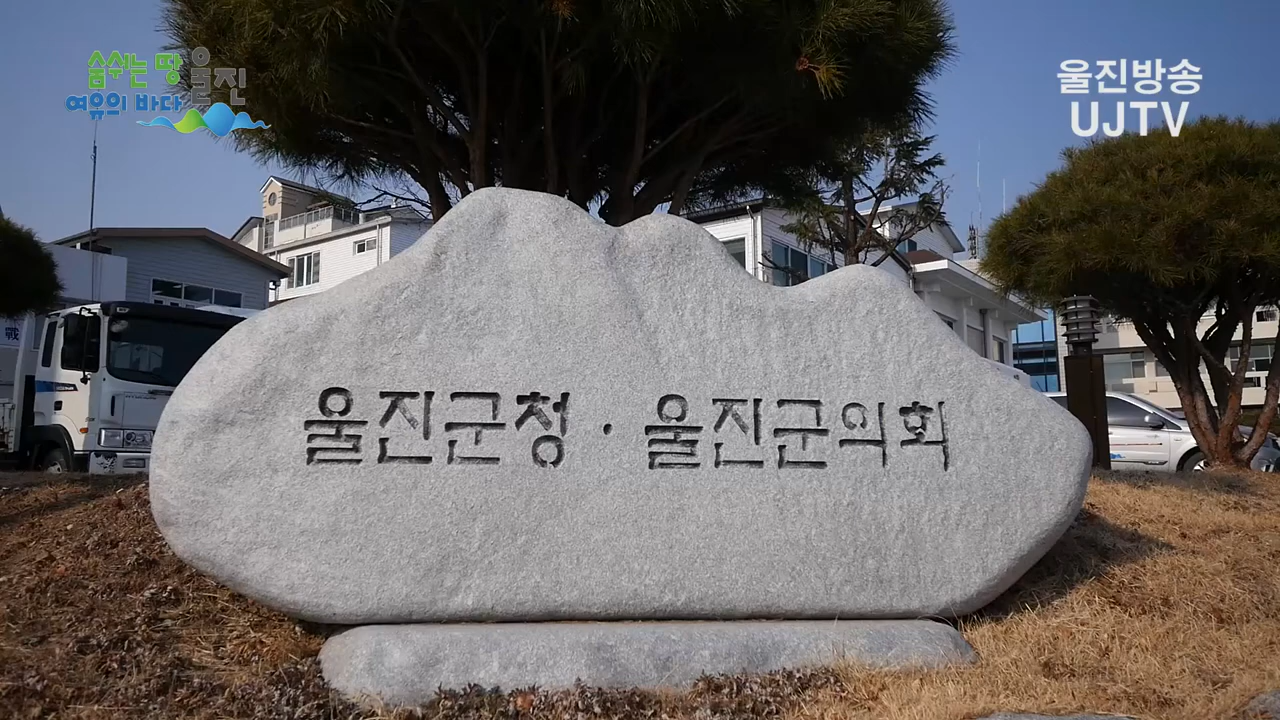 숨쉬는 땅 울진
여유의 바다
울진방송
UJTV
울진군청 · 울진군의회